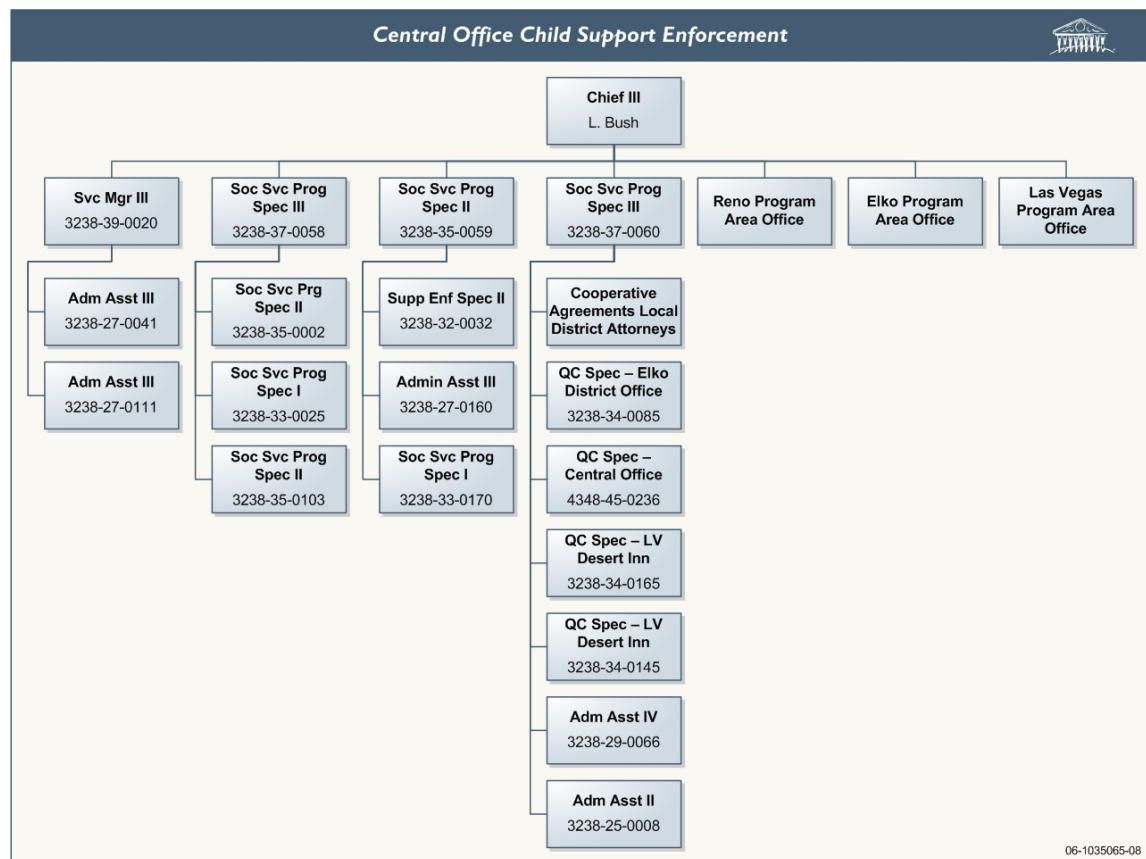 Central Office Child Support Enforcement
Chief III
L. Bush
Svc Mgr III
3238-39-0020
Soc Svc Prog
Spec III
3238-37-0058
Soc Svc Prog
Spec II
3238-35-0059
Soc Svc Prog
Spec III
3238-37-0060
Reno Program
Area Office
Elko Program
Area Office
Las Vegas
Program Area
Office
Adm Asst III
3238-27-0041
Adm Asst III
3238-27-0111
Soc Svc Prg
Spec II
3238-35-0002
Soc Svc Prog
Spec I
3238-33-0025
Soc Svc Prog
Spec II
3238-35-0103
Supp Enf Spec II
3238-32-0032
Admin Asst III
3238-27-0160
Soc Svc Prog
Spec I
3238-33-0170
Cooperative
Agreements Local
District Attorneys
QC Spec – Elko
District Office
3238-34-0085
QC Spec –
Central Office
4348-45-0236
QC Spec – LV
Desert Inn
3238-34-0165
QC Spec – LV
Desert Inn
3238-34-0145
Adm Asst IV
3238-29-0066
Adm Asst II
3238-25-0008
06-1035065-08